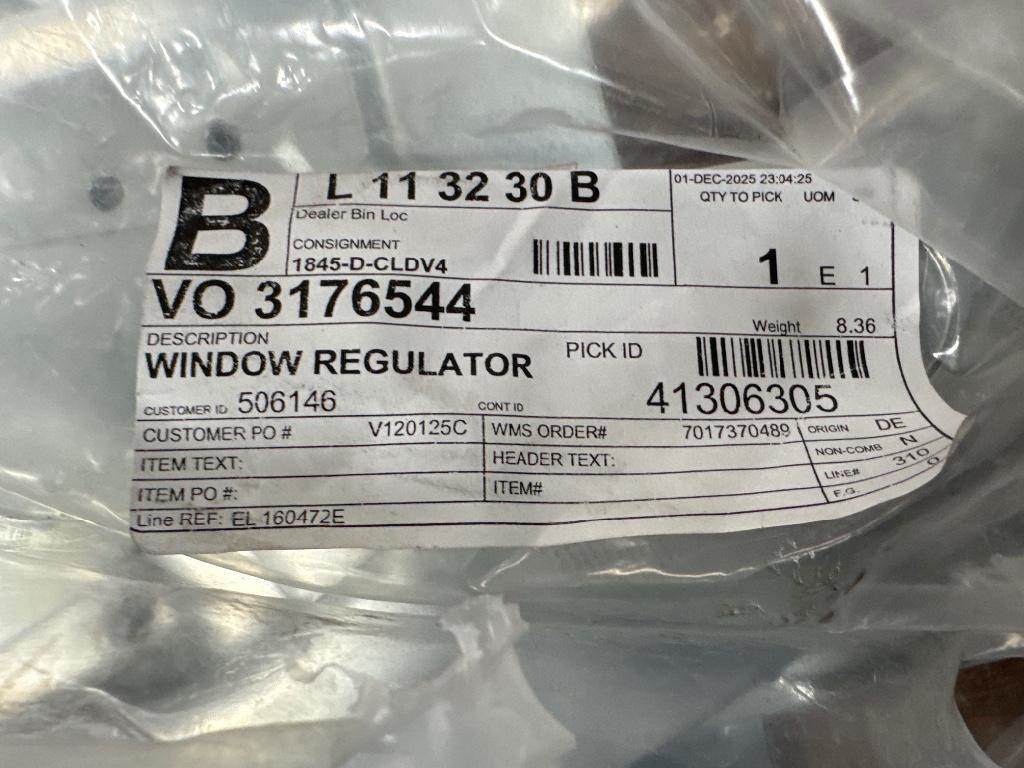 B
L 11 32 30 B
Dealer Bin Loc
CONSIGNMENT
1845-D-CLDV4
01-DEC-2025 23:04:25
QTY TO PICK UOM
1 E 1
VO 3176544
Weight 8.36
DESCRIPTION
WINDOW REGULATOR
PICK ID
41306305
CUSTOMER ID 506146
CONT ID
CUSTOMER PO # V120125C
WMS ORDER# 7017370489
ORIGIN DE
ITEM TEXT:
HEADER TEXT:
NON-COMB N
LINE# 310
ITEM PO #:
ITEM#
F.G. 0
Line REF: EL 160472E